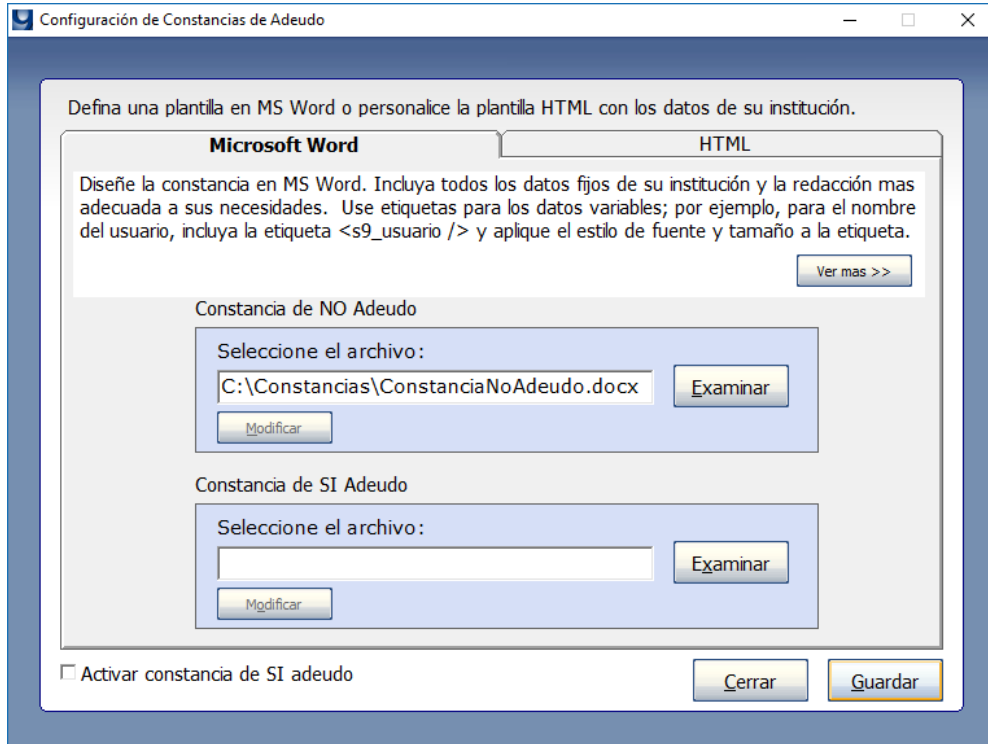 Configuración de Constancias de Adeudo
Defina una plantilla en MS Word o personalice la plantilla HTML con los datos de su institución.
Microsoft Word
HTML
Diseñe la constancia en MS Word. Incluya todos los datos fijos de su institución y la redacción mas
adecuada a sus necesidades.  Use etiquetas para los datos variables; por ejemplo, para el nombre
del usuario, incluya la etiqueta <s9_usuario /> y aplique el estilo de fuente y tamaño a la etiqueta.
Ver mas >>
Constancia de NO Adeudo
Seleccione el archivo:
C:\Constancias\ConstanciaNoAdeudo.docx
Examinar
Modificar
Constancia de SI Adeudo
Seleccione el archivo:
Examinar
Modificar
Activar constancia de SI adeudo
Cerrar
Guardar